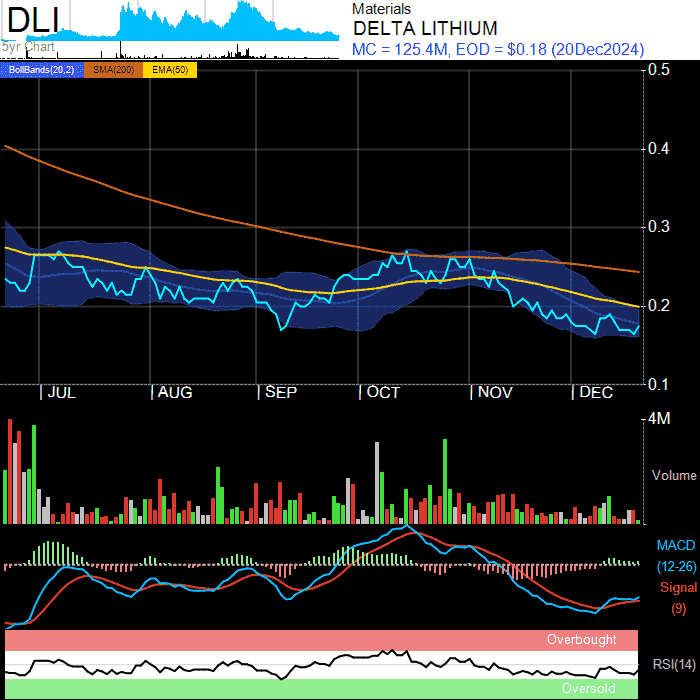 DLI
5yr Chart
Materials
DELTA LITHIUM
MC = 125.4M, EOD = $0.18 (20Dec2024)
BollBands(20,2) SMA(200) EMA(50)
0.5
0.4
0.3
0.2
0.1
JUL AUG SEP OCT NOV DEC
4M
Volume
MACD
(12-26)
Signal
(9)
Overbought
RSI(14)
Oversold